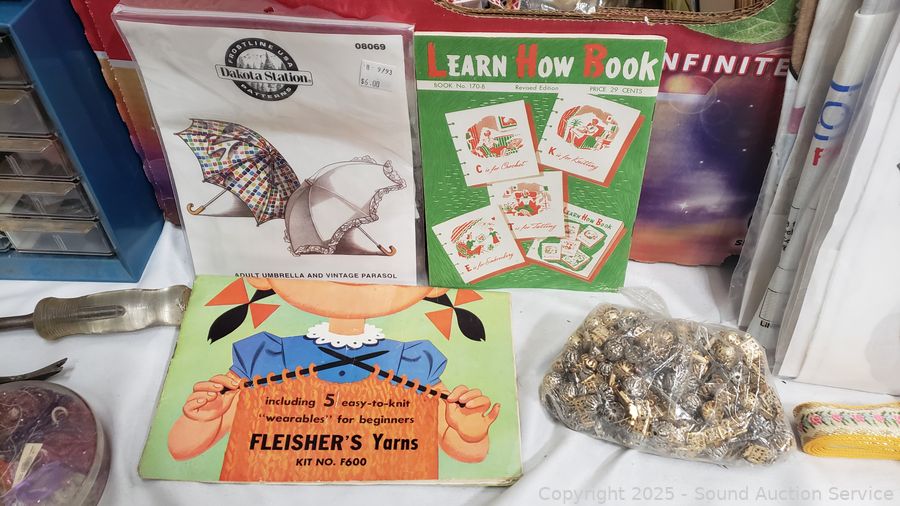 FROSTLINE USA
Dakota Station
PATTERNS
08069
9/93
$6.00
ADULT UMBRELLA AND VINTAGE PARASOL
LEARN HOW BOOK
BOOK No. 170-B Revised Edition PRICE 29 CENTS
C is for Crochet
K is for Knitting
is for Tatting
E is for Embroidery
LEARN HOW BOOK
NFINITE
including 5 easy-to-knit
"wearables" for beginners
FLEISHER'S Yarns
KIT NO. F600
Copyright 2025 - Sound Auction Service